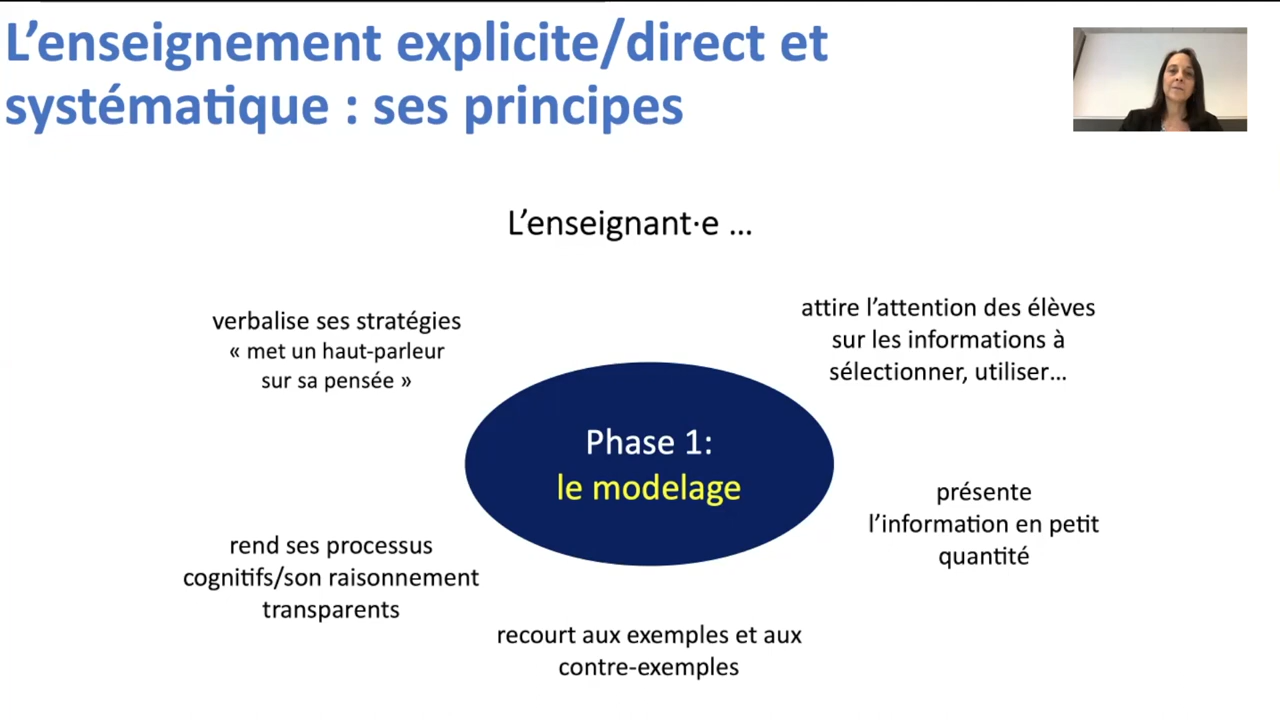 L’enseignement explicite/direct et
systématique : ses principes
L’enseignant·e ...
verbalise ses stratégies
« met un haut-parleur
sur sa pensée »
attire l’attention des élèves
sur les informations à
sélectionner, utiliser...
Phase 1:
le modelage
présente
l’information en petit
quantité
rend ses processus
cognitifs/son raisonnement
transparents
recourt aux exemples et aux
contre-exemples